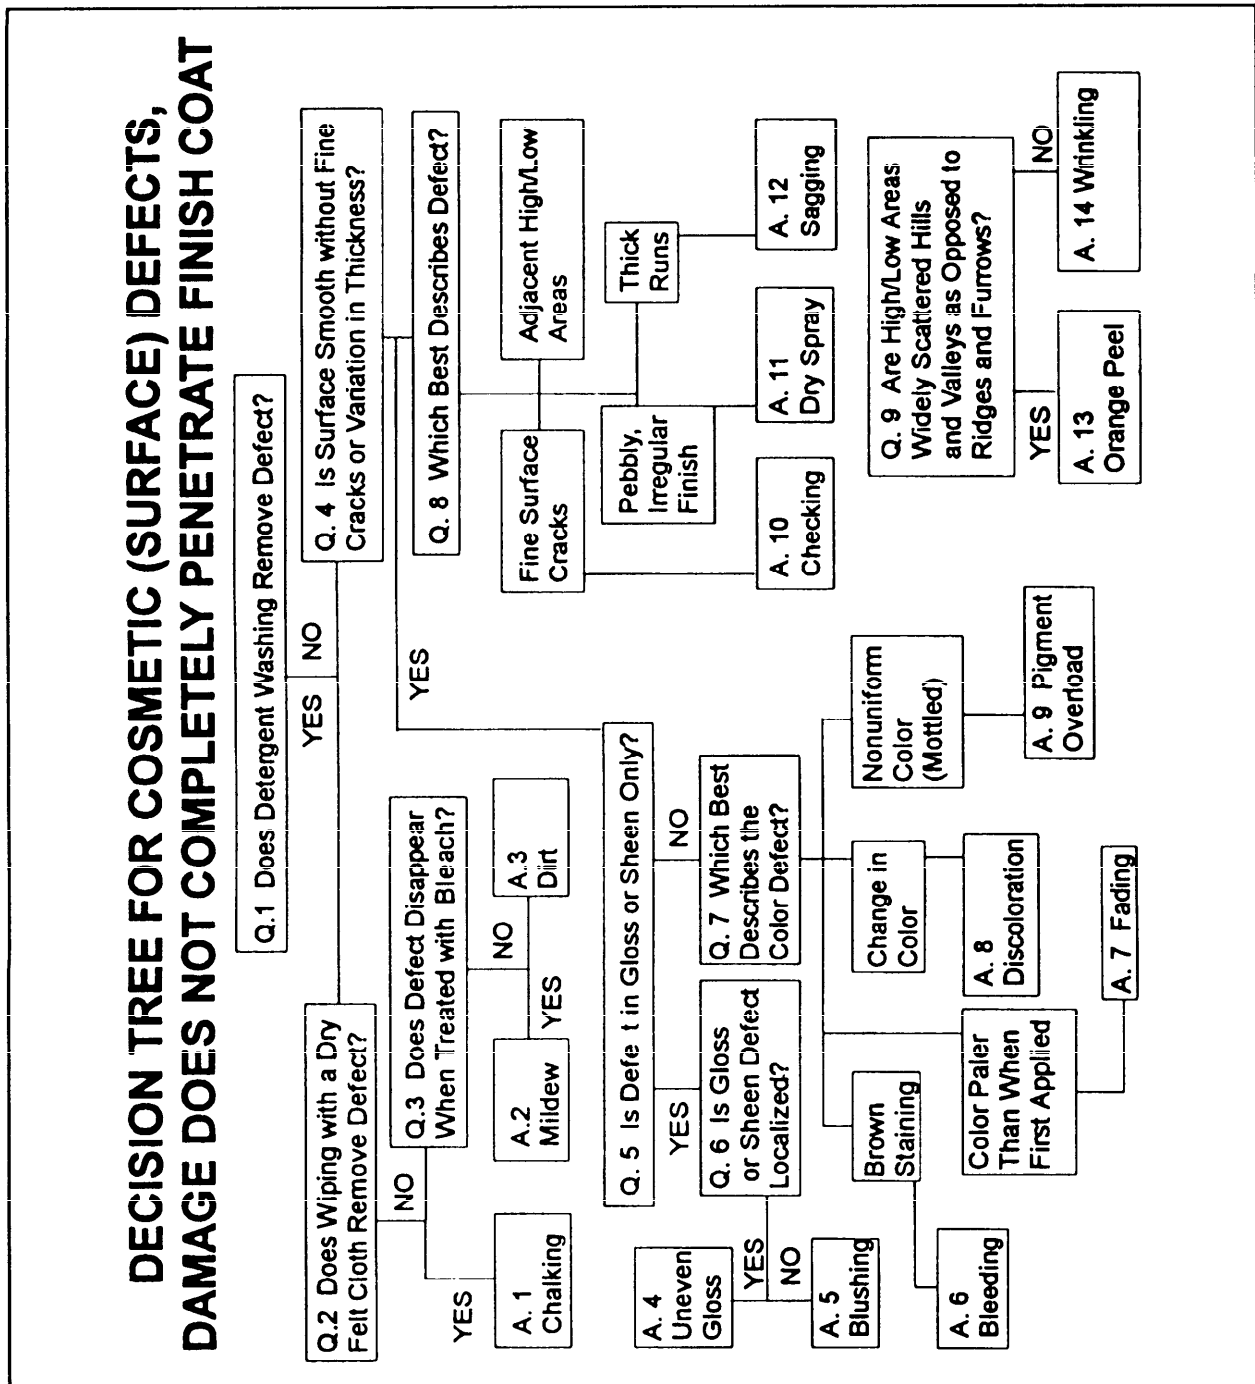 DECISION TREE FOR COSMETIC (SURFACE) DEFECTS,
DAMAGE DOES NOT COMPLETELY PENETRATE FINISH COAT
Q.1 Does Detergent Washing Remove Defect?
YES
NO
Q.2 Does Wiping with a Dry
Felt Cloth Remove Defect?
Q. 4 Is Surface Smooth without Fine
Cracks or Variation in Thickness?
NO
YES
Q.3 Does Defect Disappear
When Treated with Bleach?
A. 1
Chalking
NO
YES
A.2
Mildew
A.3
Dirt
YES
Q. 8 Which Best Describes Defect?
Fine Surface
Cracks
Adjacent High/Low
Areas
Pebbly,
Irregular
Finish
Thick
Runs
A. 10
Checking
A. 11
Dry Spray
A. 12
Sagging
Q. 5 Is Defe t in Gloss or Sheen Only?
YES
NO
Q. 6 Is Gloss
or Sheen Defect
Localized?
Q. 7 Which Best
Describes the
Color Defect?
A. 4
Uneven
Gloss
YES
NO
A. 5
Blushing
Brown
Staining
Change in
Color
Nonuniform
Color
(Mottled)
A. 6
Bleeding
Color Paler
Than When
First Applied
A. 8
Discoloration
A. 9 Pigment
Overload
A. 7 Fading
Q. 9 Are High/Low Areas
Widely Scattered Hills
and Valleys as Opposed to
Ridges and Furrows?
YES
NO
A. 13
Orange Peel
A. 14 Wrinkling